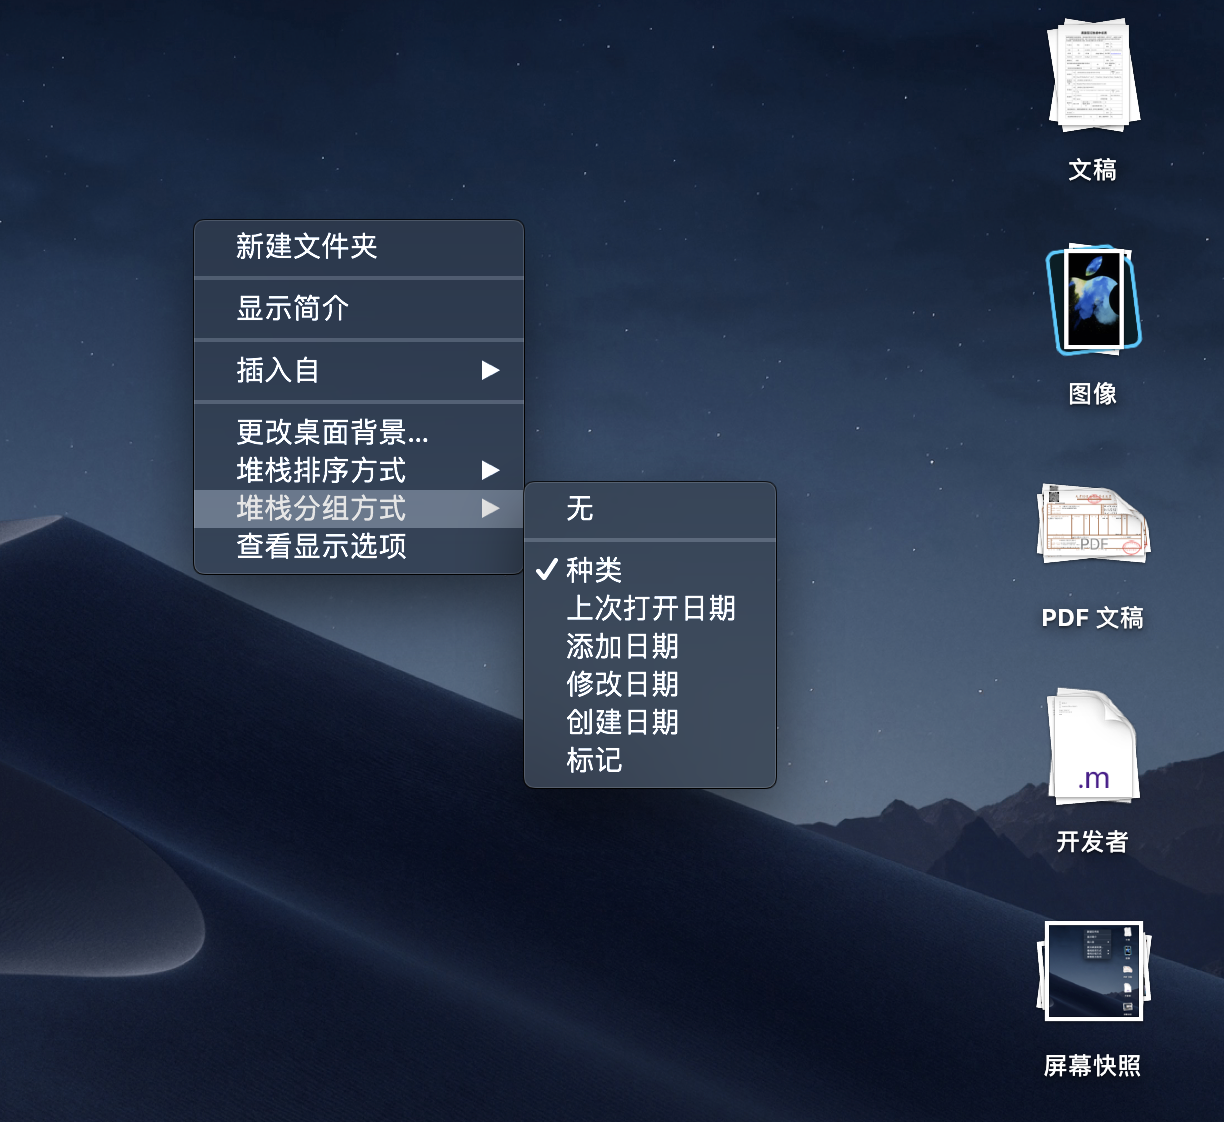 新建文件夹
显示简介
插入自
更改桌面背景...
堆栈排序方式
堆栈分组方式
查看显示选项
无
种类
上次打开日期
添加日期
修改日期
创建日期
标记
文稿
图像
PDF
PDF 文稿
.m
开发者
屏幕快照